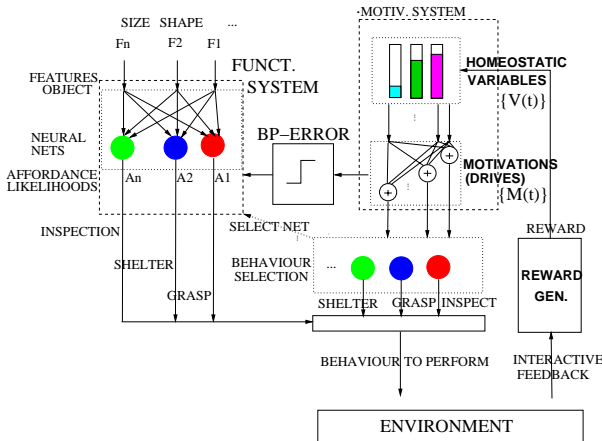 SIZE SHAPE ...
Fn F2 F1
FEATURES
OBJECT
FUNCT.
SYSTEM
NEURAL
NETS
AFFORDANCE
LIKELIHOODS
An A2 A1
INSPECTION
SHELTER
GRASP
BP-ERROR
SELECT NET
MOTIV. SYSTEM
HOMEOSTATIC
VARIABLES
{V(t)}
+ + +
MOTIVATIONS
(DRIVES)
{M(t)}
BEHAVIOUR
SELECTION
...
SHELTER GRASP INSPECT
BEHAVIOUR TO PERFORM
REWARD
REWARD
GEN.
INTERACTIVE
FEEDBACK
ENVIRONMENT